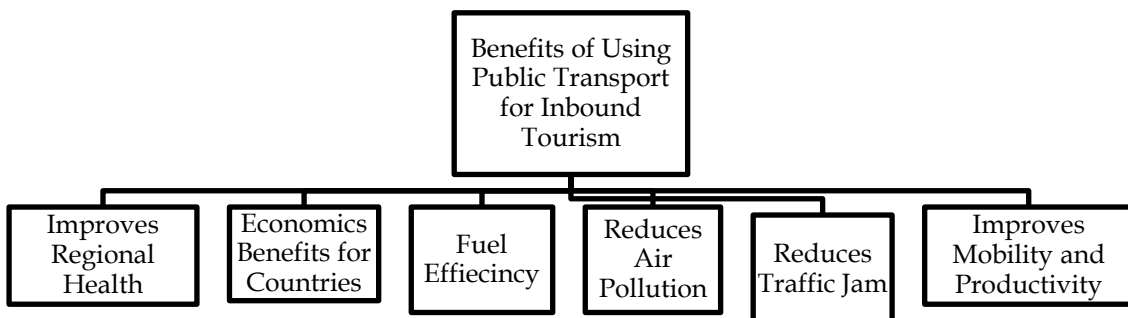 Benefits of Using
Public Transport
for Inbound
Tourism
Improves
Regional
Health
Economics
Benefits for
Countries
Fuel
Effiecincy
Reduces
Air
Pollution
Reduces
Traffic Jam
Improves
Mobility and
Productivity